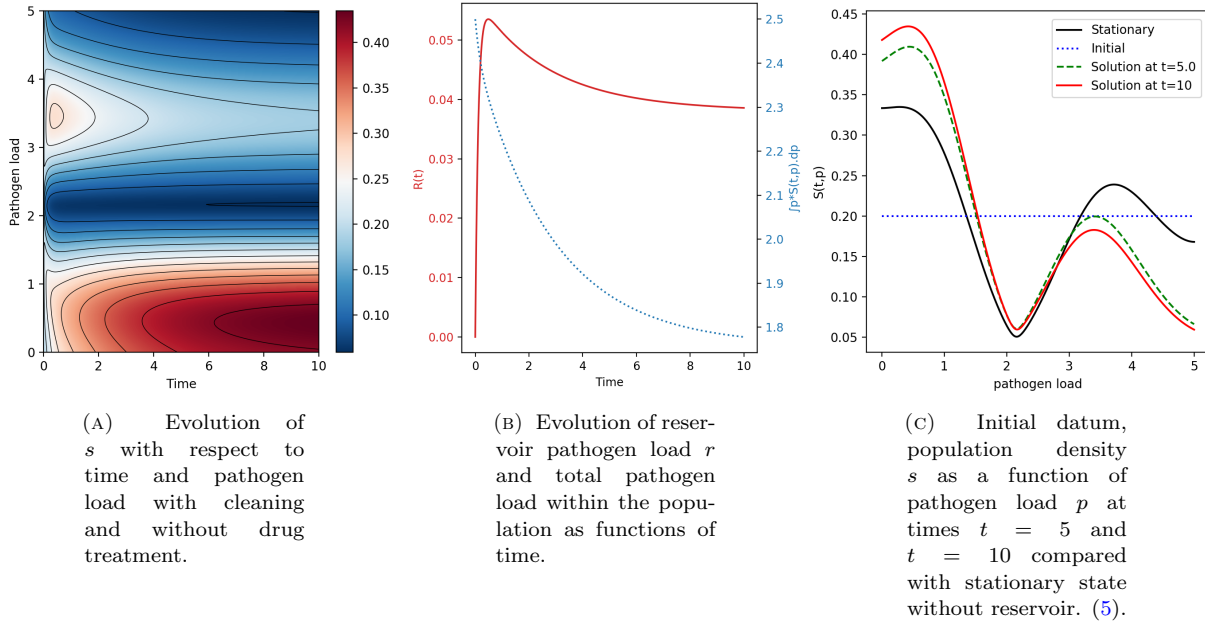 5
4
3
2
1
0
Pathogen load
0
2
4
6
8
10
Time
0.40
0.35
0.30
0.25
0.20
0.15
0.10
0.05
0.04
0.03
0.02
0.01
0.00
R(t)
0
2
4
6
8
10
Time
2.5
2.4
2.3
2.2
2.1
2.0
1.9
1.8
∫p*S(t,p).dp
0.45
0.40
0.35
0.30
0.25
0.20
0.15
0.10
0.05
S(t,p)
0
1
2
3
4
5
pathogen load
Stationary
Initial
Solution at t=5.0
Solution at t=10
(A) Evolution of
s with respect to
time and pathogen
load with cleaning
and without drug
treatment.
(B) Evolution of reser-
voir pathogen load r
and total pathogen
load within the popu-
lation as functions of
time.
(C) Initial datum,
population density
s as a function of
pathogen load p at
times t = 5 and
t = 10 compared
with stationary state
without reservoir. (5).